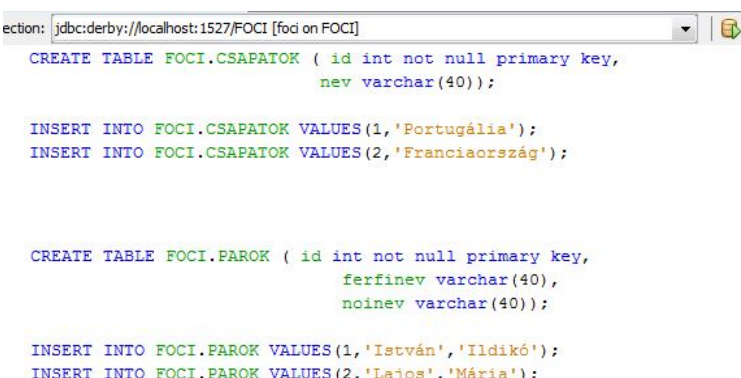 ection: jdbc:derby://localhost:1527/FOCI [foci on FOCI]
CREATE TABLE FOCI.CSAPATOK ( id int not null primary key,
nev varchar(40));
INSERT INTO FOCI.CSAPATOK VALUES(1,'Portugália');
INSERT INTO FOCI.CSAPATOK VALUES(2,'Franciaország');
CREATE TABLE FOCI.PAROK ( id int not null primary key,
ferfinev varchar(40),
noinev varchar(40));
INSERT INTO FOCI.PAROK VALUES(1,'István','Ildikó');
INSERT INTO FOCI.PAROK VALUES(2,'Lajos','Mária');